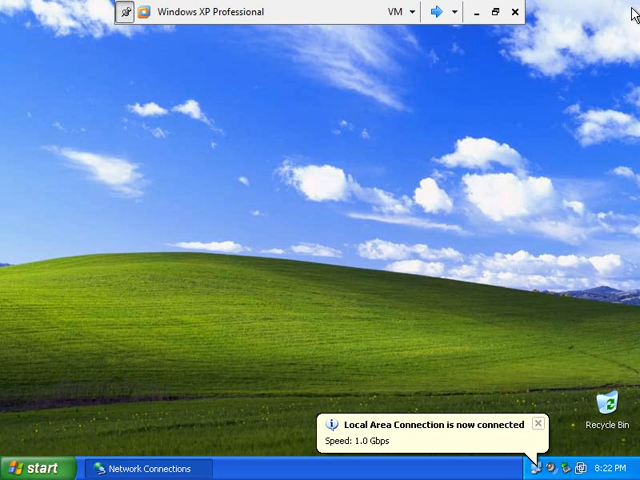 Windows XP Professional
VM
Local Area Connection is now connected
Speed: 1.0 Gbps
Recycle Bin
start
Network Connections
8:22 PM